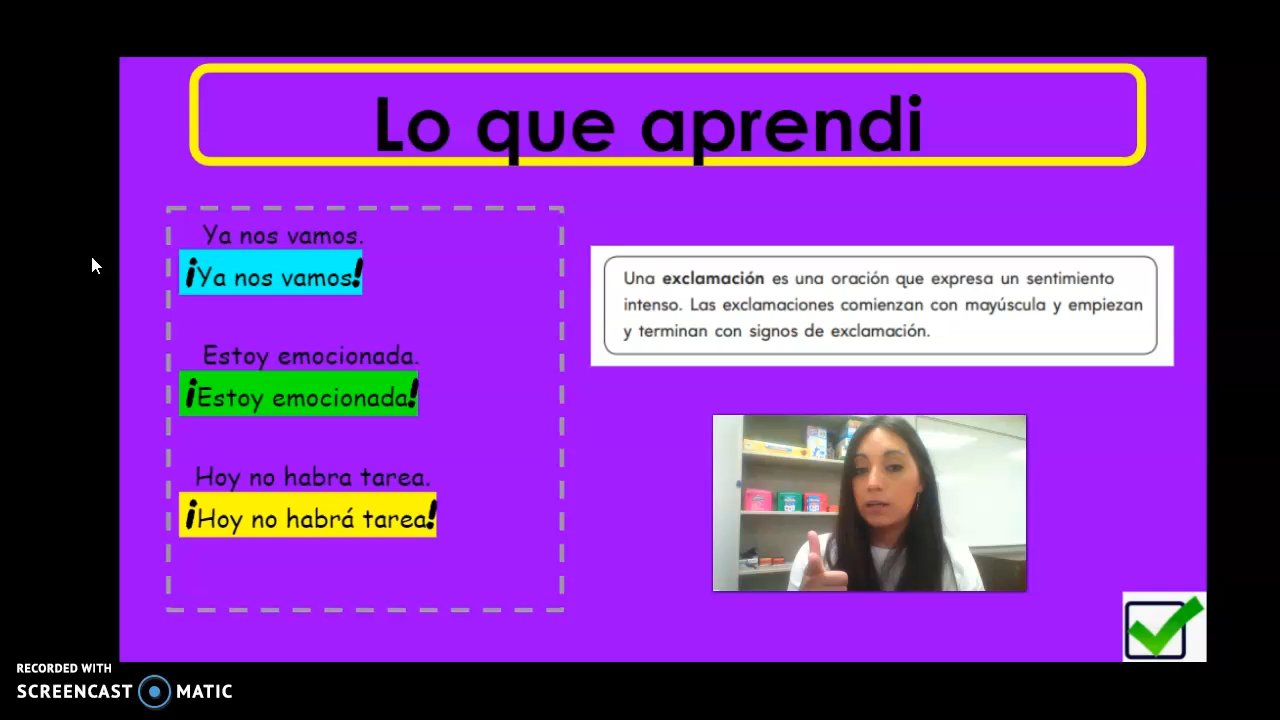 Lo que aprendi
Ya nos vamos.
¡Ya nos vamos!
Estoy emocionada.
¡Estoy emocionada!
Hoy no habra tarea.
¡Hoy no habrá tarea!
Una exclamación es una oración que expresa un sentimiento
intenso. Las exclamaciones comienzan con mayúscula y empiezan
y terminan con signos de exclamación.
RECORDED WITH
SCREENCAST MATIC